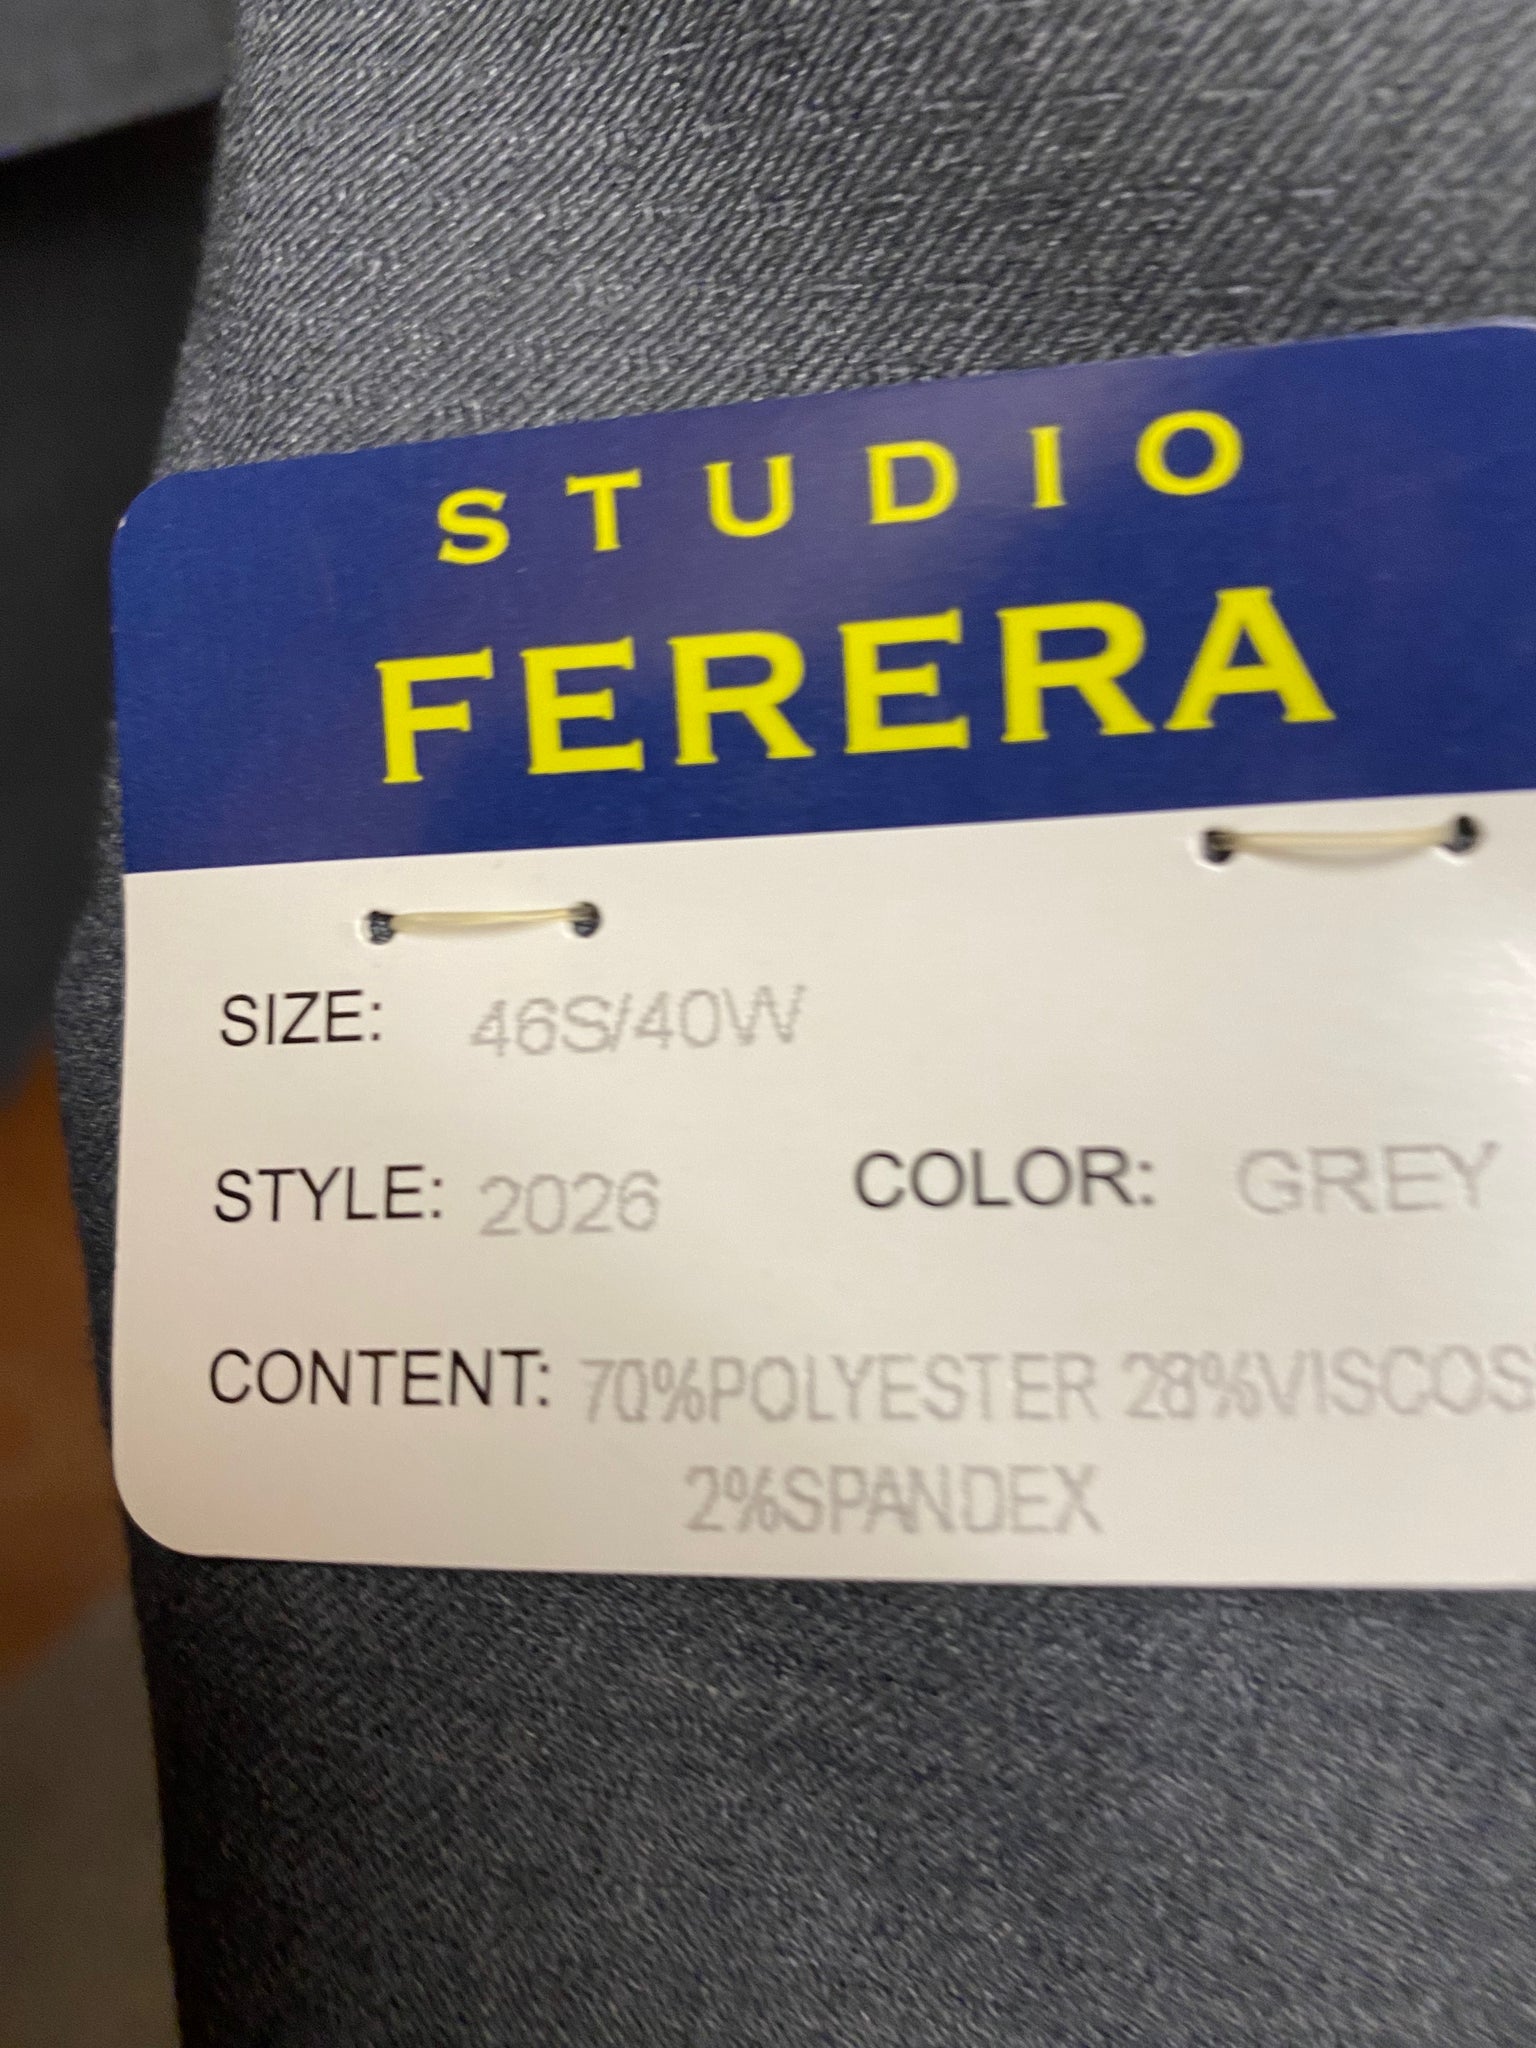 STUDIO
FERERA
SIZE: 46S/40W
STYLE: 2026 COLOR: GREY
CONTENT: 70%POLYESTER 28%VISCOS
2%SPANDEX